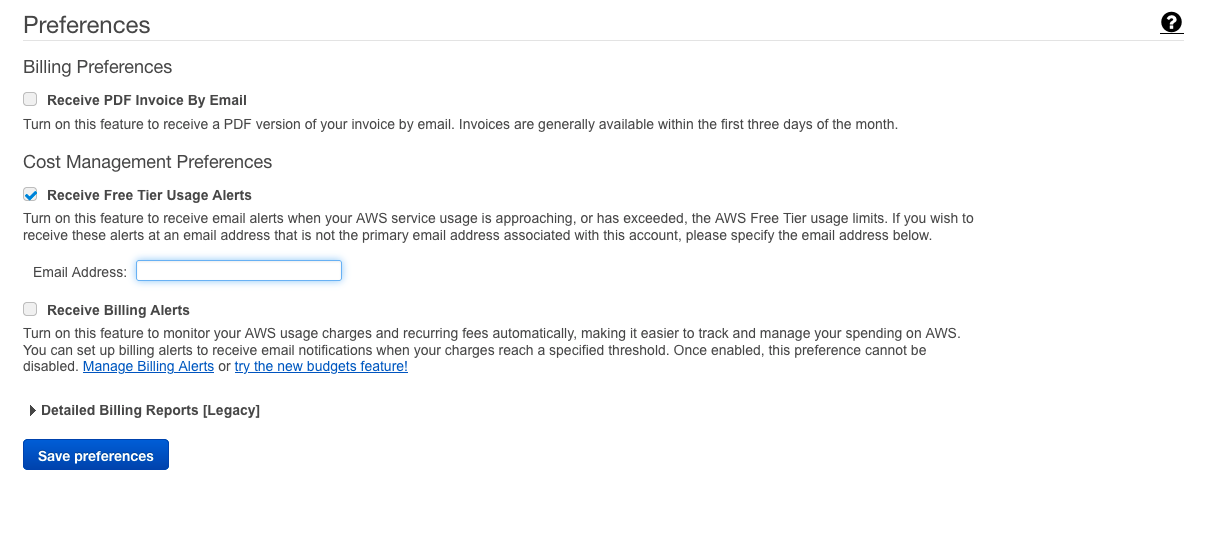 Preferences
?
Billing Preferences
Receive PDF Invoice By Email
Turn on this feature to receive a PDF version of your invoice by email. Invoices are generally available within the first three days of the month.
Cost Management Preferences
Receive Free Tier Usage Alerts
Turn on this feature to receive email alerts when your AWS service usage is approaching, or has exceeded, the AWS Free Tier usage limits. If you wish to
receive these alerts at an email address that is not the primary email address associated with this account, please specify the email address below.
Email Address:
Receive Billing Alerts
Turn on this feature to monitor your AWS usage charges and recurring fees automatically, making it easier to track and manage your spending on AWS.
You can set up billing alerts to receive email notifications when your charges reach a specified threshold. Once enabled, this preference cannot be
disabled. Manage Billing Alerts or try the new budgets feature!
Detailed Billing Reports [Legacy]
Save preferences